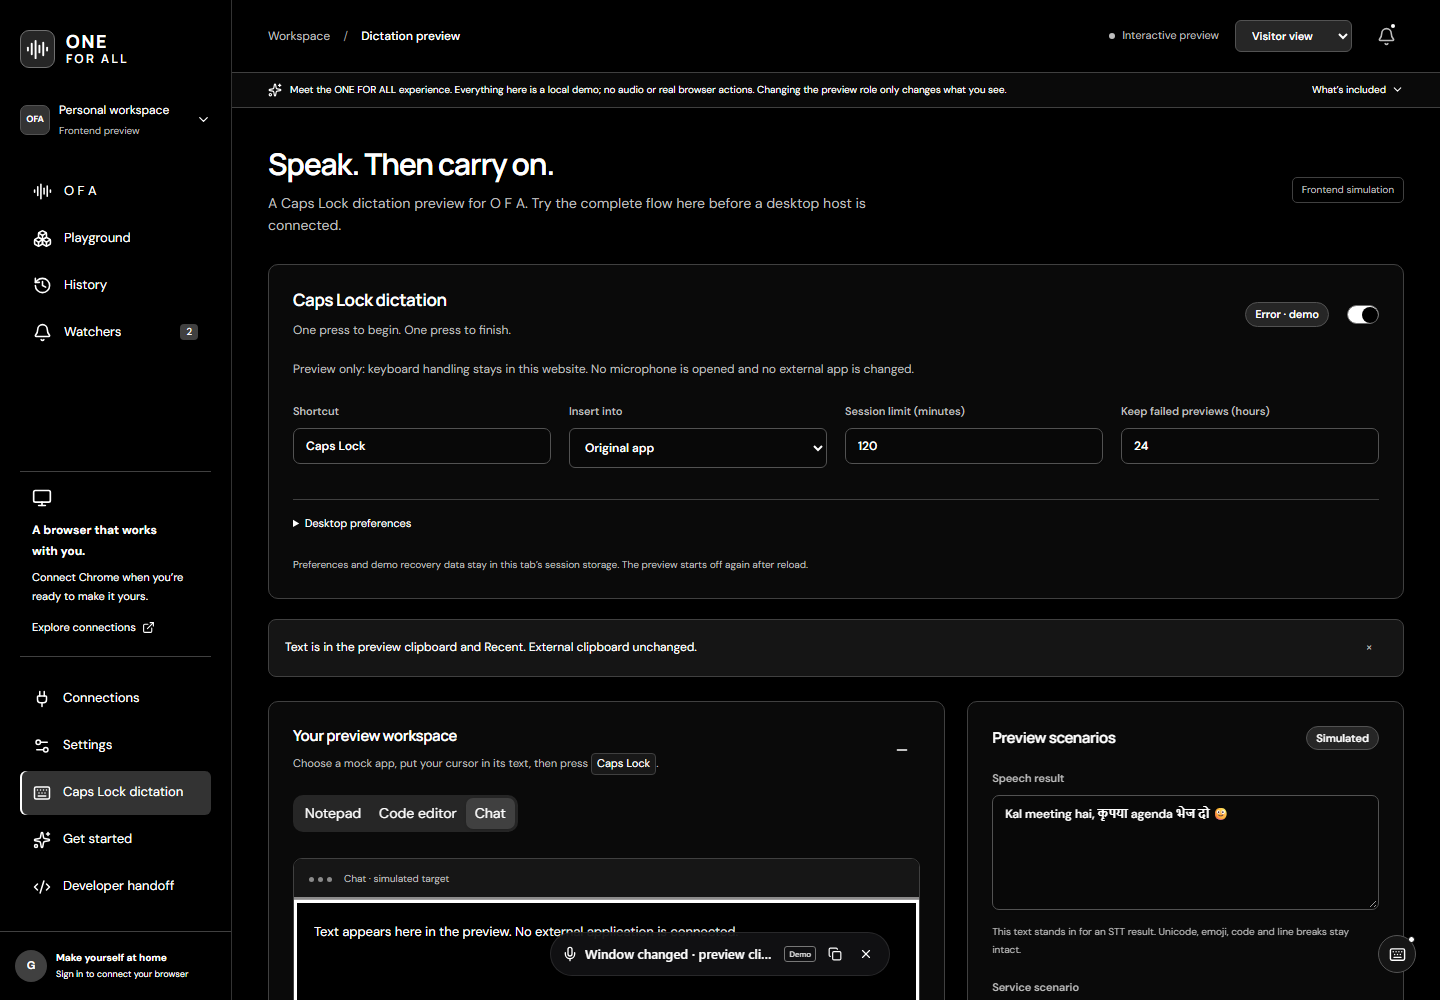 ONE
FOR ALL
OFA
Personal workspace
Frontend preview
O F A
Playground
History
Watchers
2
A browser that works
with you.
Connect Chrome when you're
ready to make it yours.
Explore connections
Connections
Settings
Caps Lock dictation
Get started
Developer handoff
G
Make yourself at home
Sign in to connect your browser
Workspace / Dictation preview
Interactive preview
Visitor view
Meet the ONE FOR ALL experience. Everything here is a local demo; no audio or real browser actions. Changing the preview role only changes what you see.
What's included
Speak. Then carry on.
A Caps Lock dictation preview for O F A. Try the complete flow here before a desktop host is
connected.
Frontend simulation
Caps Lock dictation
One press to begin. One press to finish.
Error · demo
Preview only: keyboard handling stays in this website. No microphone is opened and no external app is changed.
Shortcut
Caps Lock
Insert into
Original app
Session limit (minutes)
120
Keep failed previews (hours)
24
Desktop preferences
Preferences and demo recovery data stay in this tab's session storage. The preview starts off again after reload.
Text is in the preview clipboard and Recent. External clipboard unchanged.
×
Your preview workspace
Choose a mock app, put your cursor in its text, then press Caps Lock.
Notepad Code editor Chat
Chat · simulated target
Text appears here in the preview. No external application is connected.
Window changed · preview cli...
Demo
Preview scenarios
Simulated
Speech result
Kal meeting hai, कृपया agenda भेज दो 😊
This text stands in for an STT result. Unicode, emoji, code and line breaks stay
intact.
Service scenario